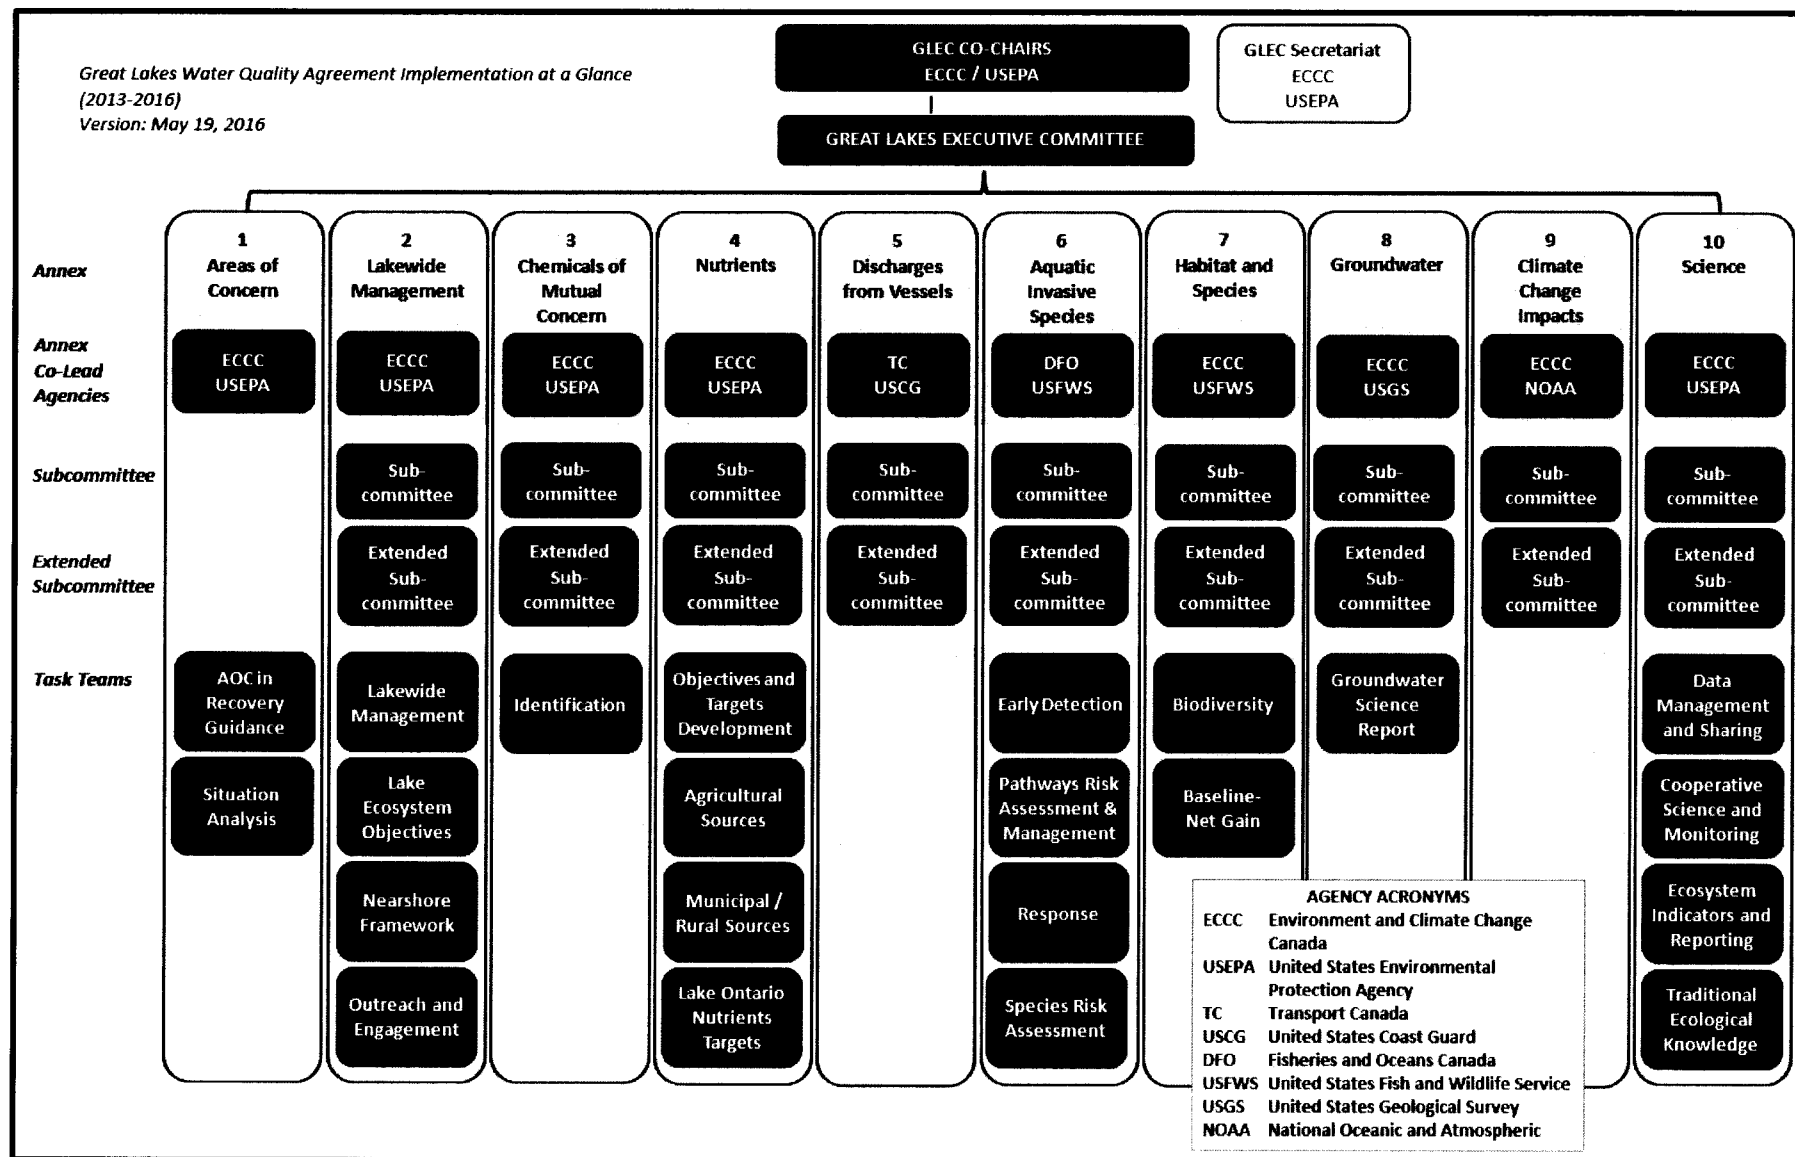 Great Lakes Water Quality Agreement Implementation at a Glance
(2013-2016)
Version: May 19, 2016
GLEC CO-CHAIRS
ECCC / USEPA
GLEC Secretariat
ECCC
USEPA
GREAT LAKES EXECUTIVE COMMITTEE
Annex
1
Areas of
Concern
2
Lakewide
Management
3
Chemicals of
Mutual
Concern
4
Nutrients
5
Discharges
from Vessels
6
Aquatic
Invasive
Species
7
Habitat and
Species
8
Groundwater
9
Climate
Change
Impacts
10
Science
Annex
Co-Lead
Agencies
ECCC
USEPA
ECCC
USEPA
ECCC
USEPA
ECCC
USEPA
TC
USCG
DFO
USFWS
ECCC
USFWS
ECCC
USGS
ECCC
NOAA
ECCC
USEPA
Subcommittee
Sub-
committee
Sub-
committee
Sub-
committee
Sub-
committee
Sub-
committee
Sub-
committee
Sub-
committee
Sub-
committee
Sub-
committee
Extended
Subcommittee
Extended
Sub-
committee
Extended
Sub-
committee
Extended
Sub-
committee
Extended
Sub-
committee
Extended
Sub-
committee
Extended
Sub-
committee
Extended
Sub-
committee
Extended
Sub-
committee
Extended
Sub-
committee
Task Teams
AOC in
Recovery
Guidance
Situation
Analysis
Lakewide
Management
Lake
Ecosystem
Objectives
Nearshore
Framework
Outreach and
Engagement
Identification
Objectives and
Targets
Development
Agricultural
Sources
Municipal /
Rural Sources
Lake Ontario
Nutrients
Targets
Early Detection
Pathways Risk
Assessment &
Management
Response
Species Risk
Assessment
Biodiversity
Baseline-
Net Gain
Groundwater
Science
Report
Data
Management
and Sharing
Cooperative
Science and
Monitoring
Ecosystem
Indicators and
Reporting
Traditional
Ecological
Knowledge
AGENCY ACRONYMS
ECCC Environment and Climate Change
Canada
USEPA United States Environmental
Protection Agency
TC Transport Canada
USCG United States Coast Guard
DFO Fisheries and Oceans Canada
USFWS United States Fish and Wildlife Service
USGS United States Geological Survey
NOAA National Oceanic and Atmospheric